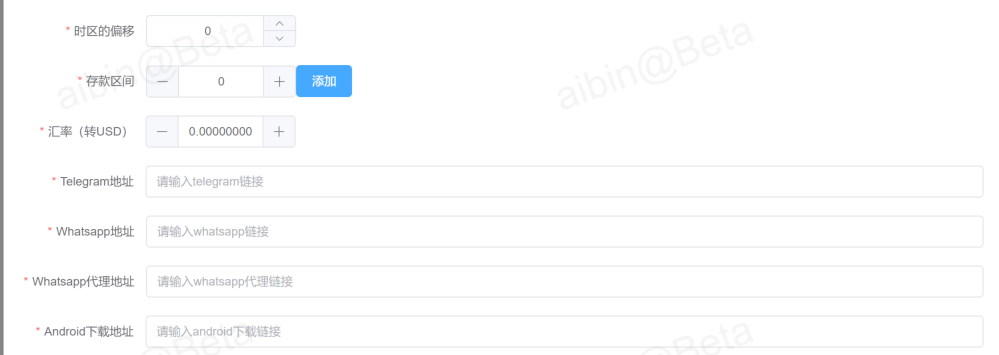 * 时区的偏移 0
* 存款区间 0 添加
* 汇率（转USD） 0.00000000
* Telegram地址 请输入telegram链接
* Whatsapp地址 请输入whatsapp链接
* Whatsapp代理地址 请输入whatsapp代理链接
* Android下载地址 请输入android下载链接
aibin@Beta
aibin@Beta
@Beta
Beta